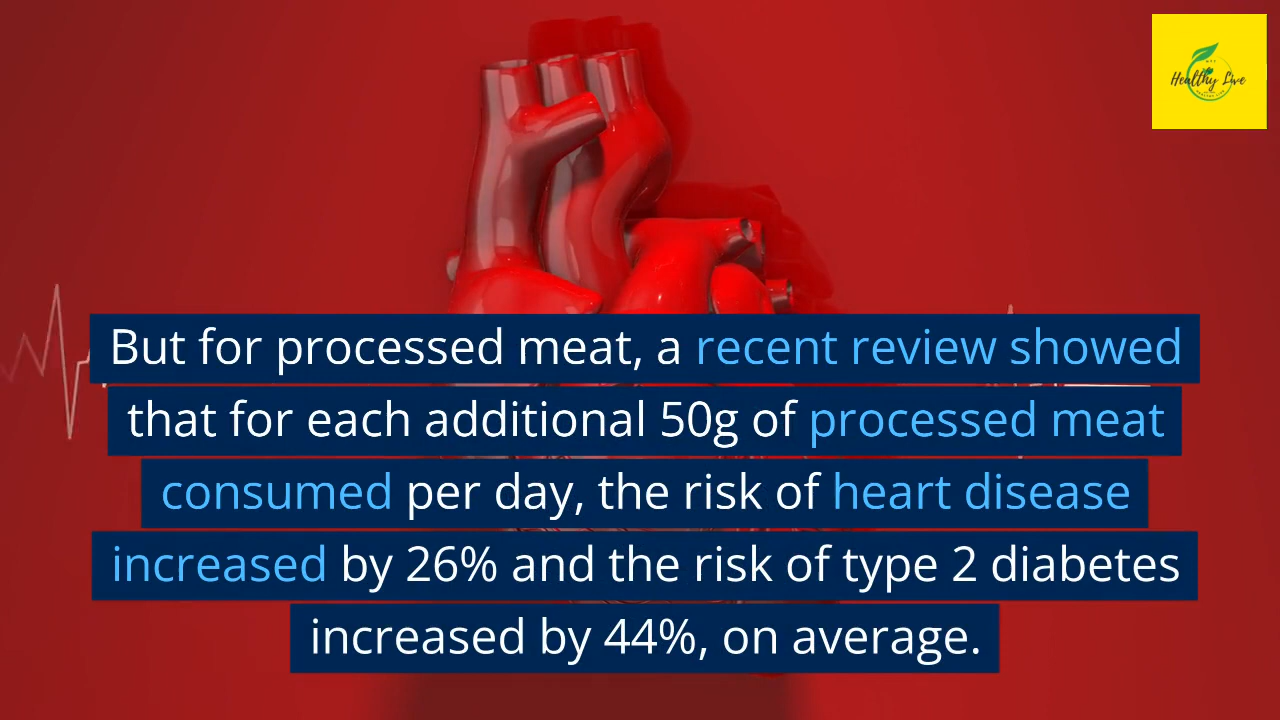 Healthy Live
But for processed meat, a recent review showed
that for each additional 50g of processed meat
consumed per day, the risk of heart disease
increased by 26% and the risk of type 2 diabetes
increased by 44%, on average.